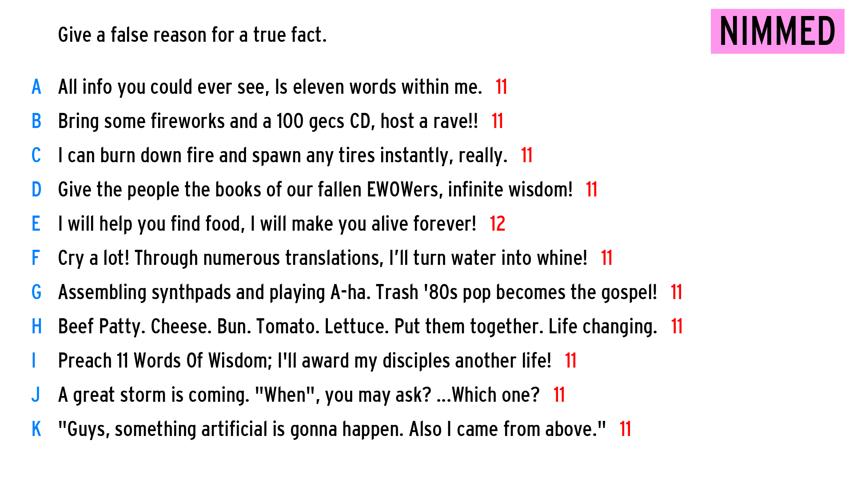 Give a false reason for a true fact.
NIMMED
A All info you could ever see, Is eleven words within me. 11
B Bring some fireworks and a 100 gecs CD, host a rave!! 11
C I can burn down fire and spawn any tires instantly, really. 11
D Give the people the books of our fallen EWOWers, infinite wisdom! 11
E I will help you find food, I will make you alive forever! 12
F Cry a lot! Through numerous translations, I'll turn water into whine! 11
G Assembling synthpads and playing A-ha. Trash '80s pop becomes the gospel! 11
H Beef Patty. Cheese. Bun. Tomato. Lettuce. Put them together. Life changing. 11
I Preach 11 Words Of Wisdom; I'll award my disciples another life! 11
J A great storm is coming. "When", you may ask? ...Which one? 11
K "Guys, something artificial is gonna happen. Also I came from above." 11